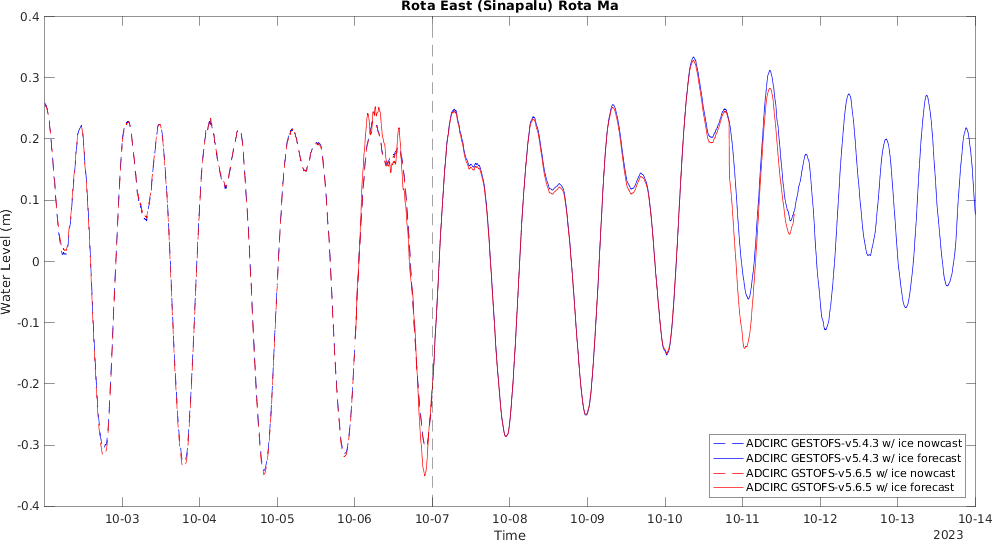 Rota East (Sinapalu) Rota Ma
Water Level (m)
0.4
0.3
0.2
0.1
0
-0.1
-0.2
-0.3
-0.4
ADCIRC GESTOFS-v5.4.3 w/ ice nowcast
ADCIRC GESTOFS-v5.4.3 w/ ice forecast
ADCIRC GSTOFS-v5.6.5 w/ ice nowcast
ADCIRC GSTOFS-v5.6.5 w/ ice forecast
10-03 10-04 10-05 10-06 10-07 10-08 10-09 10-10 10-11 10-12 10-13 10-14
Time
2023